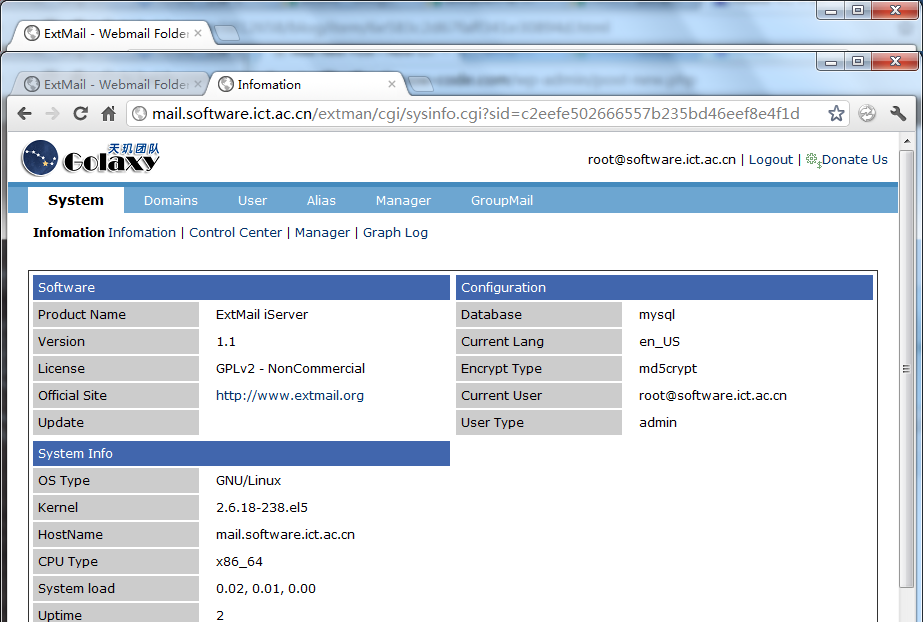 ExtMail - Webmail Folder
ExtMail - Webmail Folder
Infomation
mail.software.ict.ac.cn/extman/cgi/sysinfo.cgi?sid=c2eefe502666557b235bd46eef8e4f1d
天玑团队
Golaxy
root@software.ict.ac.cn | Logout | Donate Us
System Domains User Alias Manager GroupMail
Infomation Infomation | Control Center | Manager | Graph Log
Software
Product Name ExtMail iServer
Version 1.1
License GPLv2 - NonCommercial
Official Site http://www.extmail.org
Update
Configuration
Database mysql
Current Lang en_US
Encrypt Type md5crypt
Current User root@software.ict.ac.cn
User Type admin
System Info
OS Type GNU/Linux
Kernel 2.6.18-238.el5
HostName mail.software.ict.ac.cn
CPU Type x86_64
System load 0.02, 0.01, 0.00
Uptime 2